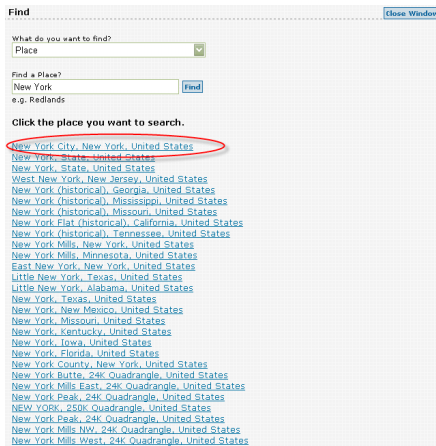 Find
Close Window
What do you want to find?
Place
Find a Place?
New York
Find
e.g. Redlands
Click the place you want to search.
New York City, New York, United States
New York, State, United States
New York, State, United States
West New York, New Jersey, United States
New York (historical), Georgia, United States
New York (historical), Mississippi, United States
New York (historical), Missouri, United States
New York Flat (historical), California, United States
New York (historical), Tennessee, United States
New York Mills, New York, United States
New York Mills, Minnesota, United States
East New York, New York, United States
Little New York, Texas, United States
Little New York, Alabama, United States
New York, Texas, United States
New York, New Mexico, United States
New York, Missouri, United States
New York, Kentucky, United States
New York, Iowa, United States
New York, Florida, United States
New York County, New York, United States
New York Butte, 24K Quadrangle, United States
New York Mills East, 24K Quadrangle, United States
New York Peak, 24K Quadrangle, United States
NEW YORK, 250K Quadrangle, United States
New York Peak, 24K Quadrangle, United States
New York Mills NW, 24K Quadrangle, United States
New York Mills West, 24K Quadrangle, United States